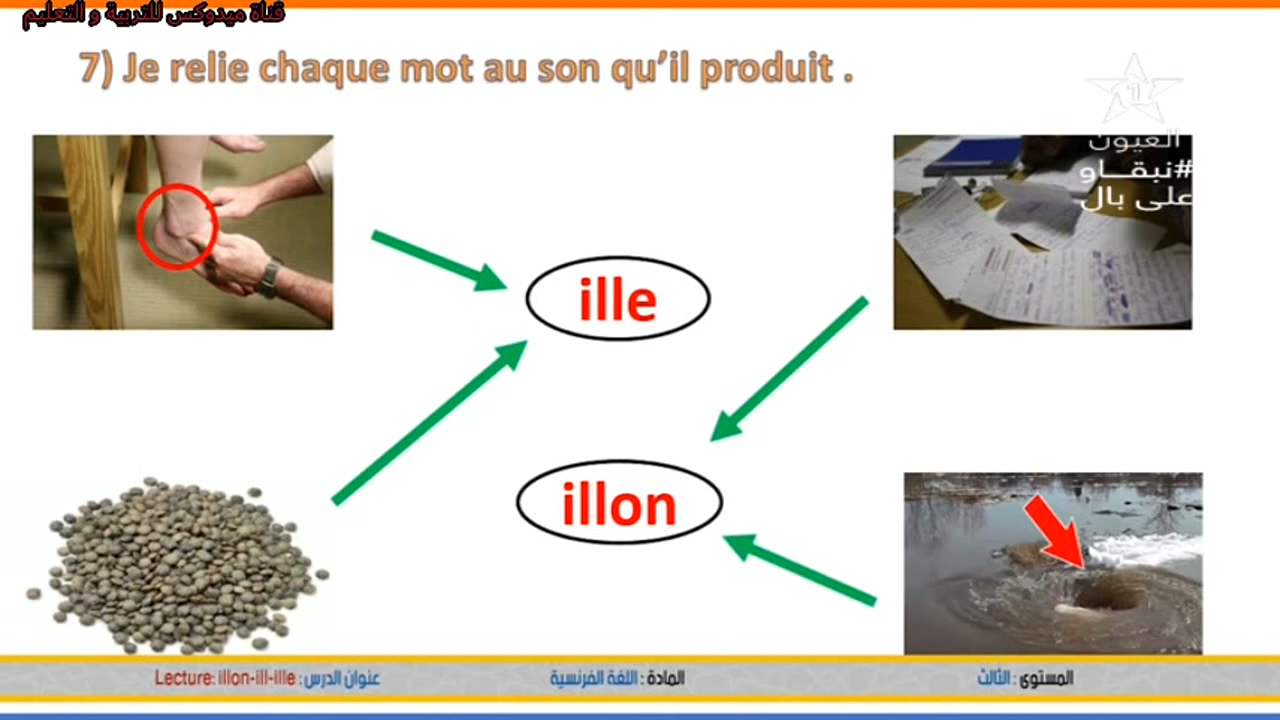 قناة ميدوكس للتربية و التعليم
7) Je relie chaque mot au son qu’il produit .
العيون
#نبقـاو
على بال
ille
illon
المستوى : الثالث
المادة : اللغة الفرنسية
عنوان الدرس : Lecture: illon-ill-ille